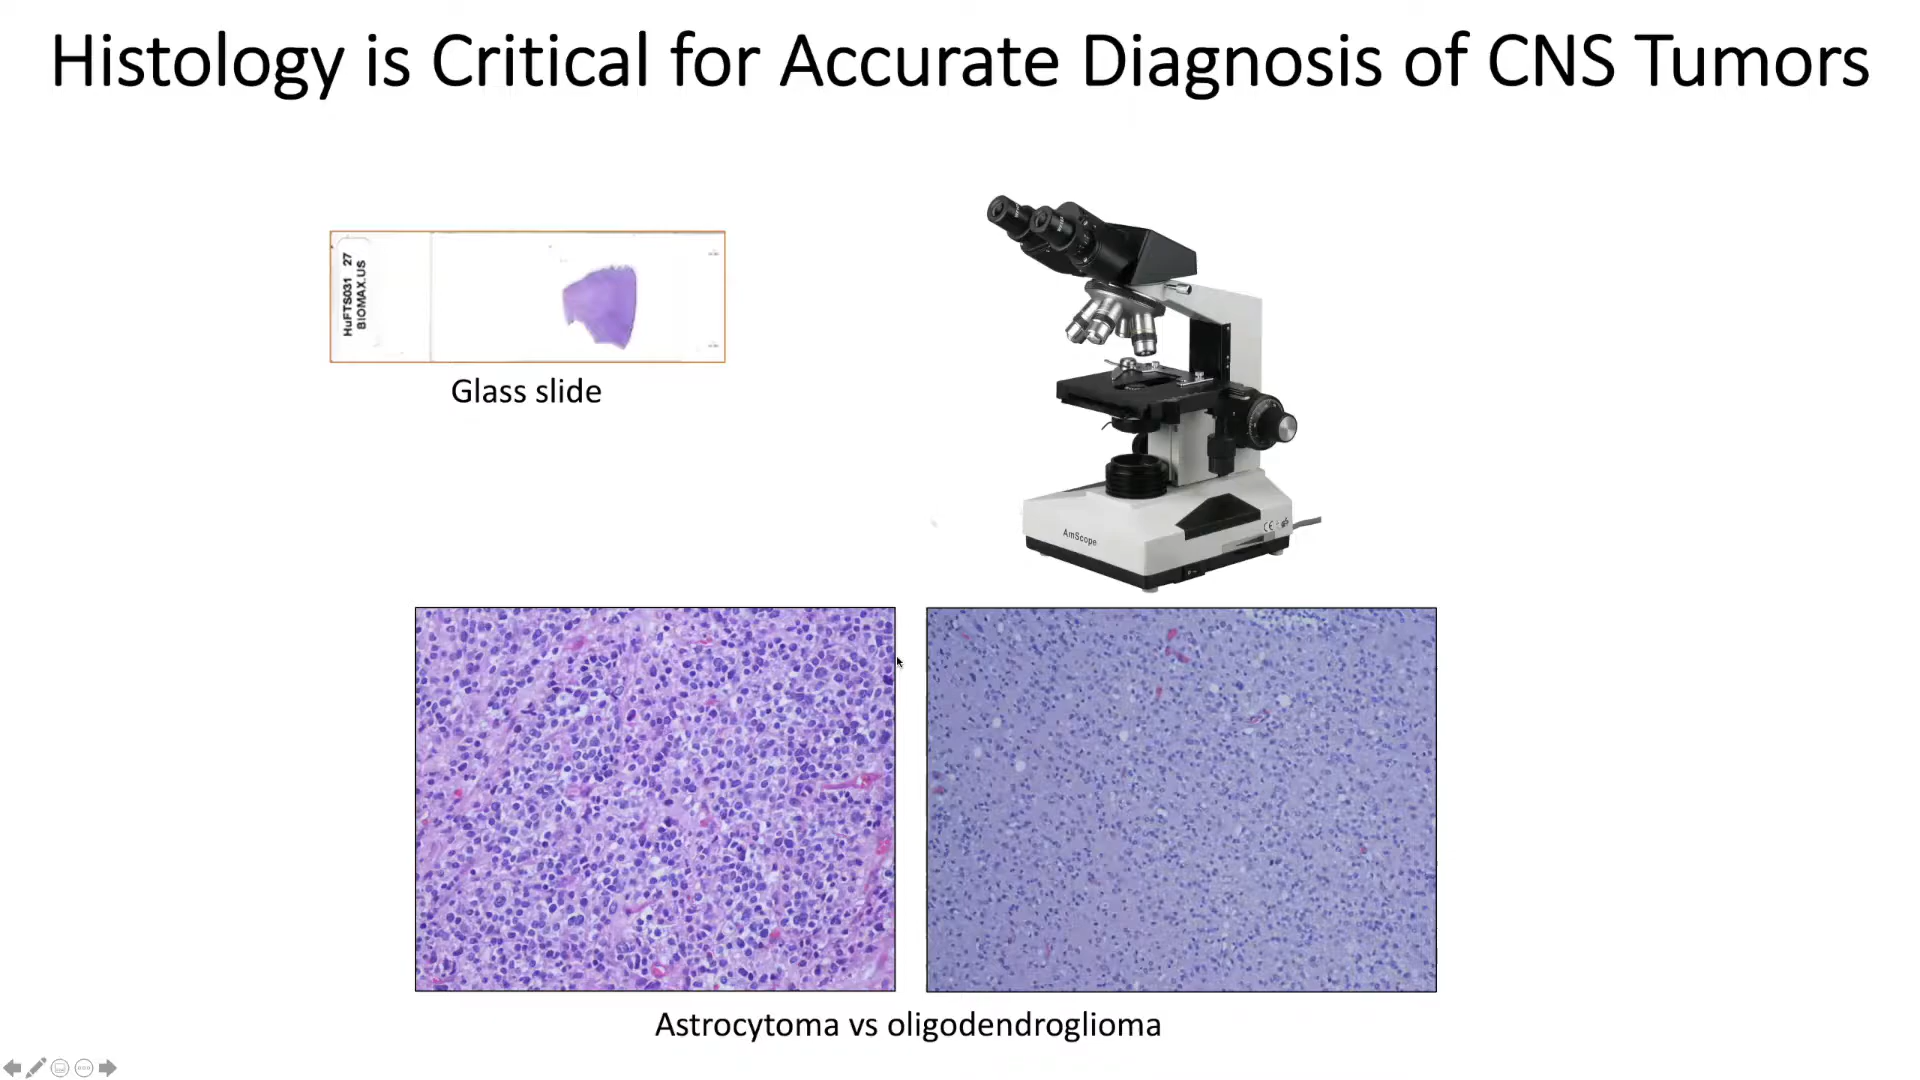 Histology is Critical for Accurate Diagnosis of CNS Tumors
HuFTS031 27
BIOMAX.US
Glass slide
AmScope
CE
Astrocytoma vs oligodendroglioma